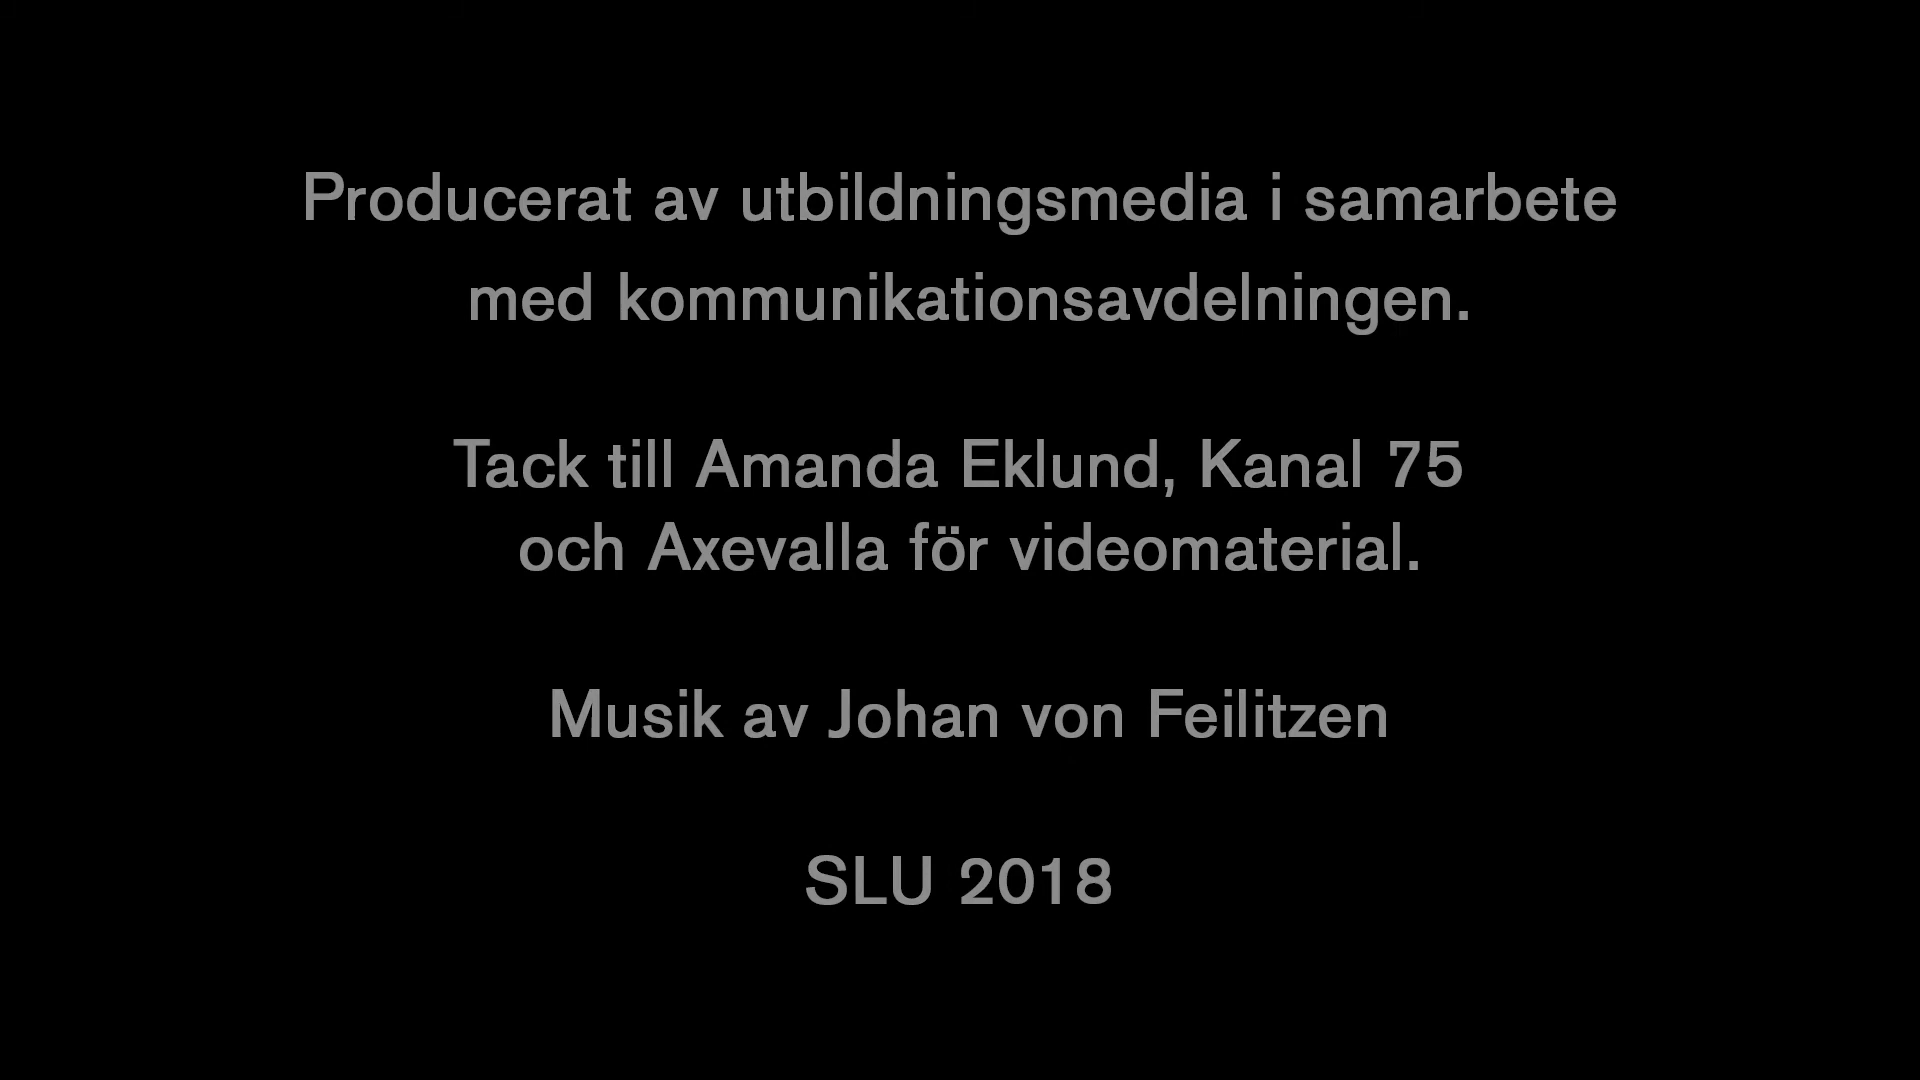 Producerat av utbildningsmedia i samarbete
med kommunikationsavdelningen.
Tack till Amanda Eklund, Kanal 75
och Axevalla för videomaterial.
Musik av Johan von Feilitzen
SLU 2018